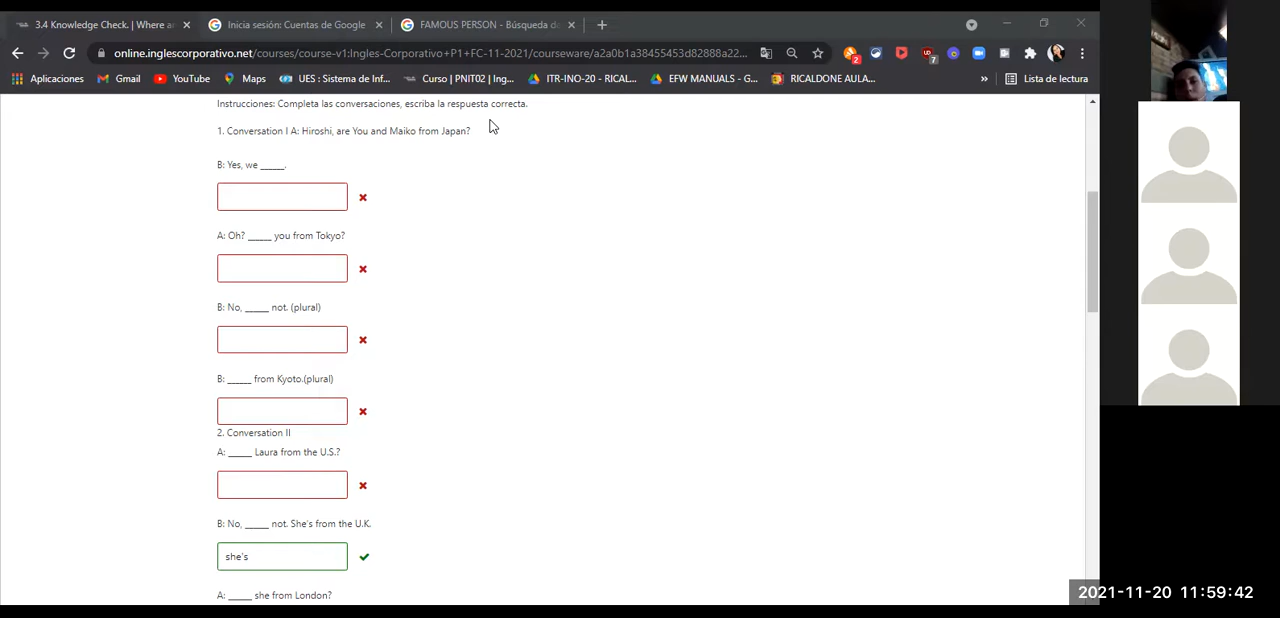 3.4 Knowledge Check. | Where ar
Inicia sesión: Cuentas de Google
FAMOUS PERSON - Búsqueda d
online.inglescorporativo.net/courses/course-v1:Ingles-Corporativo+P1+FC-11-2021/courseware/a2a0b1a38455453d82888a22...
2
7
Aplicaciones
Gmail
YouTube
Maps
UES : Sistema de Inf...
Curso | PNIT02 | Ing...
ITR-INO-20 - RICAL...
EFW MANUALS - G...
RICALDONE AULA...
»
Lista de lectura
Instrucciones: Completa las conversaciones, escriba la respuesta correcta.
1. Conversation I A: Hiroshi, are You and Maiko from Japan?
B: Yes, we _____.
A: Oh? _____ you from Tokyo?
B: No, _____ not. (plural)
B: _____ from Kyoto.(plural)
2. Conversation II
A: _____ Laura from the U.S.?
B: No, _____ not. She's from the U.K.
she's
A: _____ she from London?
2021-11-20 11:59:42